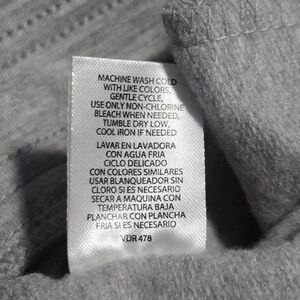 MACHINE WASH COLD
WITH LIKE COLORS,
GENTLE CYCLE,
USE ONLY NON-CHLORINE
BLEACH WHEN NEEDED,
TUMBLE DRY LOW,
COOL IRON IF NEEDED
LAVAR EN LAVADORA
CON AGUA FRIA
CICLO DELICADO
CON COLORES SIMILARES
USAR BLANQUEADOR SIN
CLORO SI ES NECESARIO
SECAR A MAQUINA CON
TEMPERATURA BAJA
PLANCHAR CON PLANCHA
FRIA SI ES NECESARIO
VDR 478